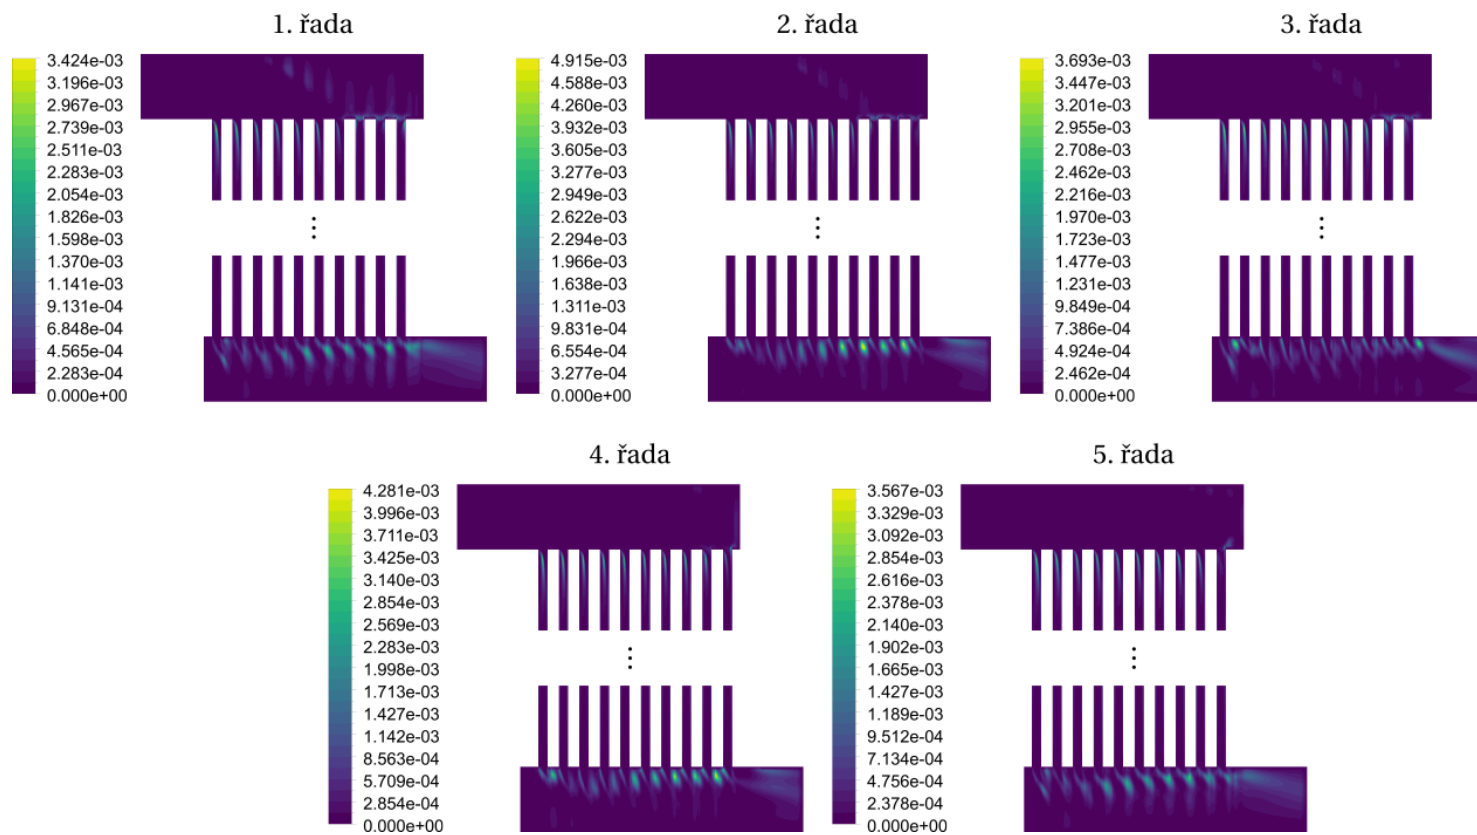 1. řada
3.424e-03
3.196e-03
2.967e-03
2.739e-03
2.511e-03
2.283e-03
2.054e-03
1.826e-03
1.598e-03
1.370e-03
1.141e-03
9.131e-04
6.848e-04
4.565e-04
2.283e-04
0.000e+00
2. řada
4.915e-03
4.588e-03
4.260e-03
3.932e-03
3.605e-03
3.277e-03
2.949e-03
2.622e-03
2.294e-03
1.966e-03
1.638e-03
1.311e-03
9.831e-04
6.554e-04
3.277e-04
0.000e+00
3. řada
3.693e-03
3.447e-03
3.201e-03
2.955e-03
2.708e-03
2.462e-03
2.216e-03
1.970e-03
1.723e-03
1.477e-03
1.231e-03
9.849e-04
7.386e-04
4.924e-04
2.462e-04
0.000e+00
4. řada
4.281e-03
3.996e-03
3.711e-03
3.425e-03
3.140e-03
2.854e-03
2.569e-03
2.283e-03
1.998e-03
1.713e-03
1.427e-03
1.142e-03
8.563e-04
5.709e-04
2.854e-04
0.000e+00
5. řada
3.567e-03
3.329e-03
3.092e-03
2.854e-03
2.616e-03
2.378e-03
2.140e-03
1.902e-03
1.665e-03
1.427e-03
1.189e-03
9.512e-04
7.134e-04
4.756e-04
2.378e-04
0.000e+00